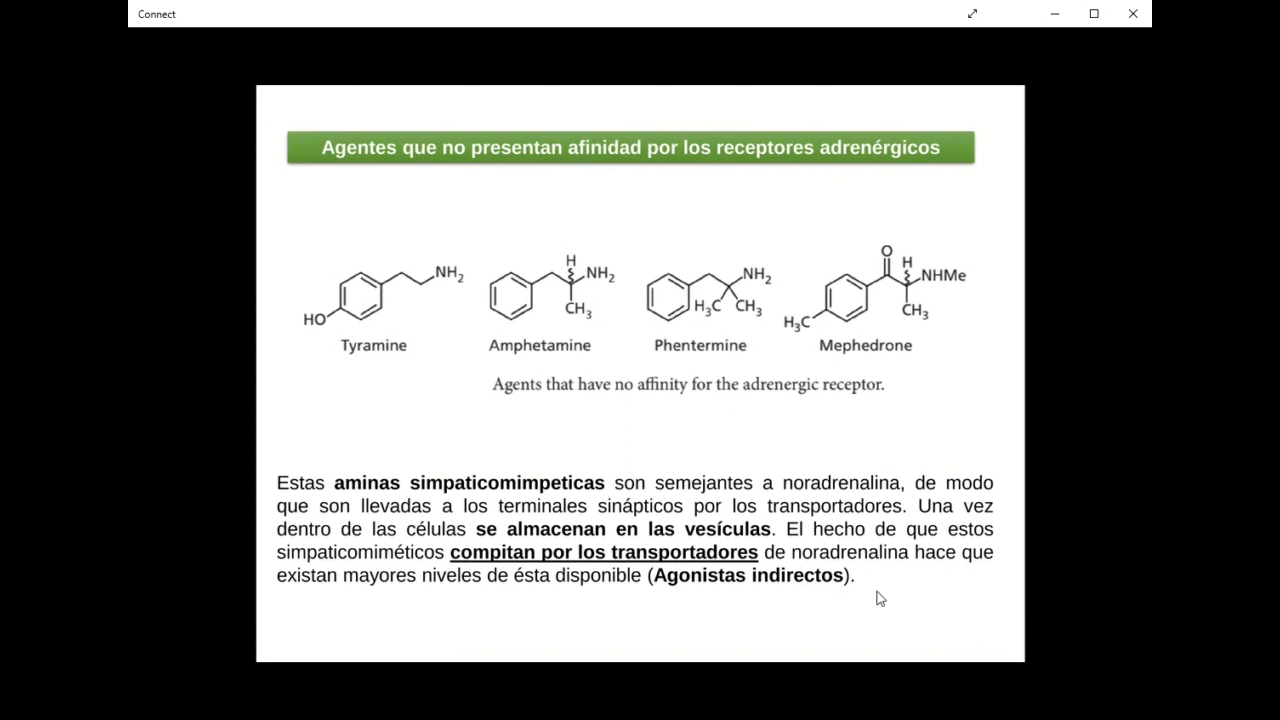 Connect
Agentes que no presentan afinidad por los receptores adrenérgicos
HO NH2 Tyramine
H NH2 CH3 Amphetamine
NH2 H3C CH3 Phentermine
O H NHMe CH3 H3C Mephedrone
Agents that have no affinity for the adrenergic receptor.
Estas aminas simpaticomimpeticas son semejantes a noradrenalina, de modo
que son llevadas a los terminales sinápticos por los transportadores. Una vez
dentro de las células se almacenan en las vesículas. El hecho de que estos
simpaticomiméticos compitan por los transportadores de noradrenalina hace que
existan mayores niveles de ésta disponible (Agonistas indirectos).